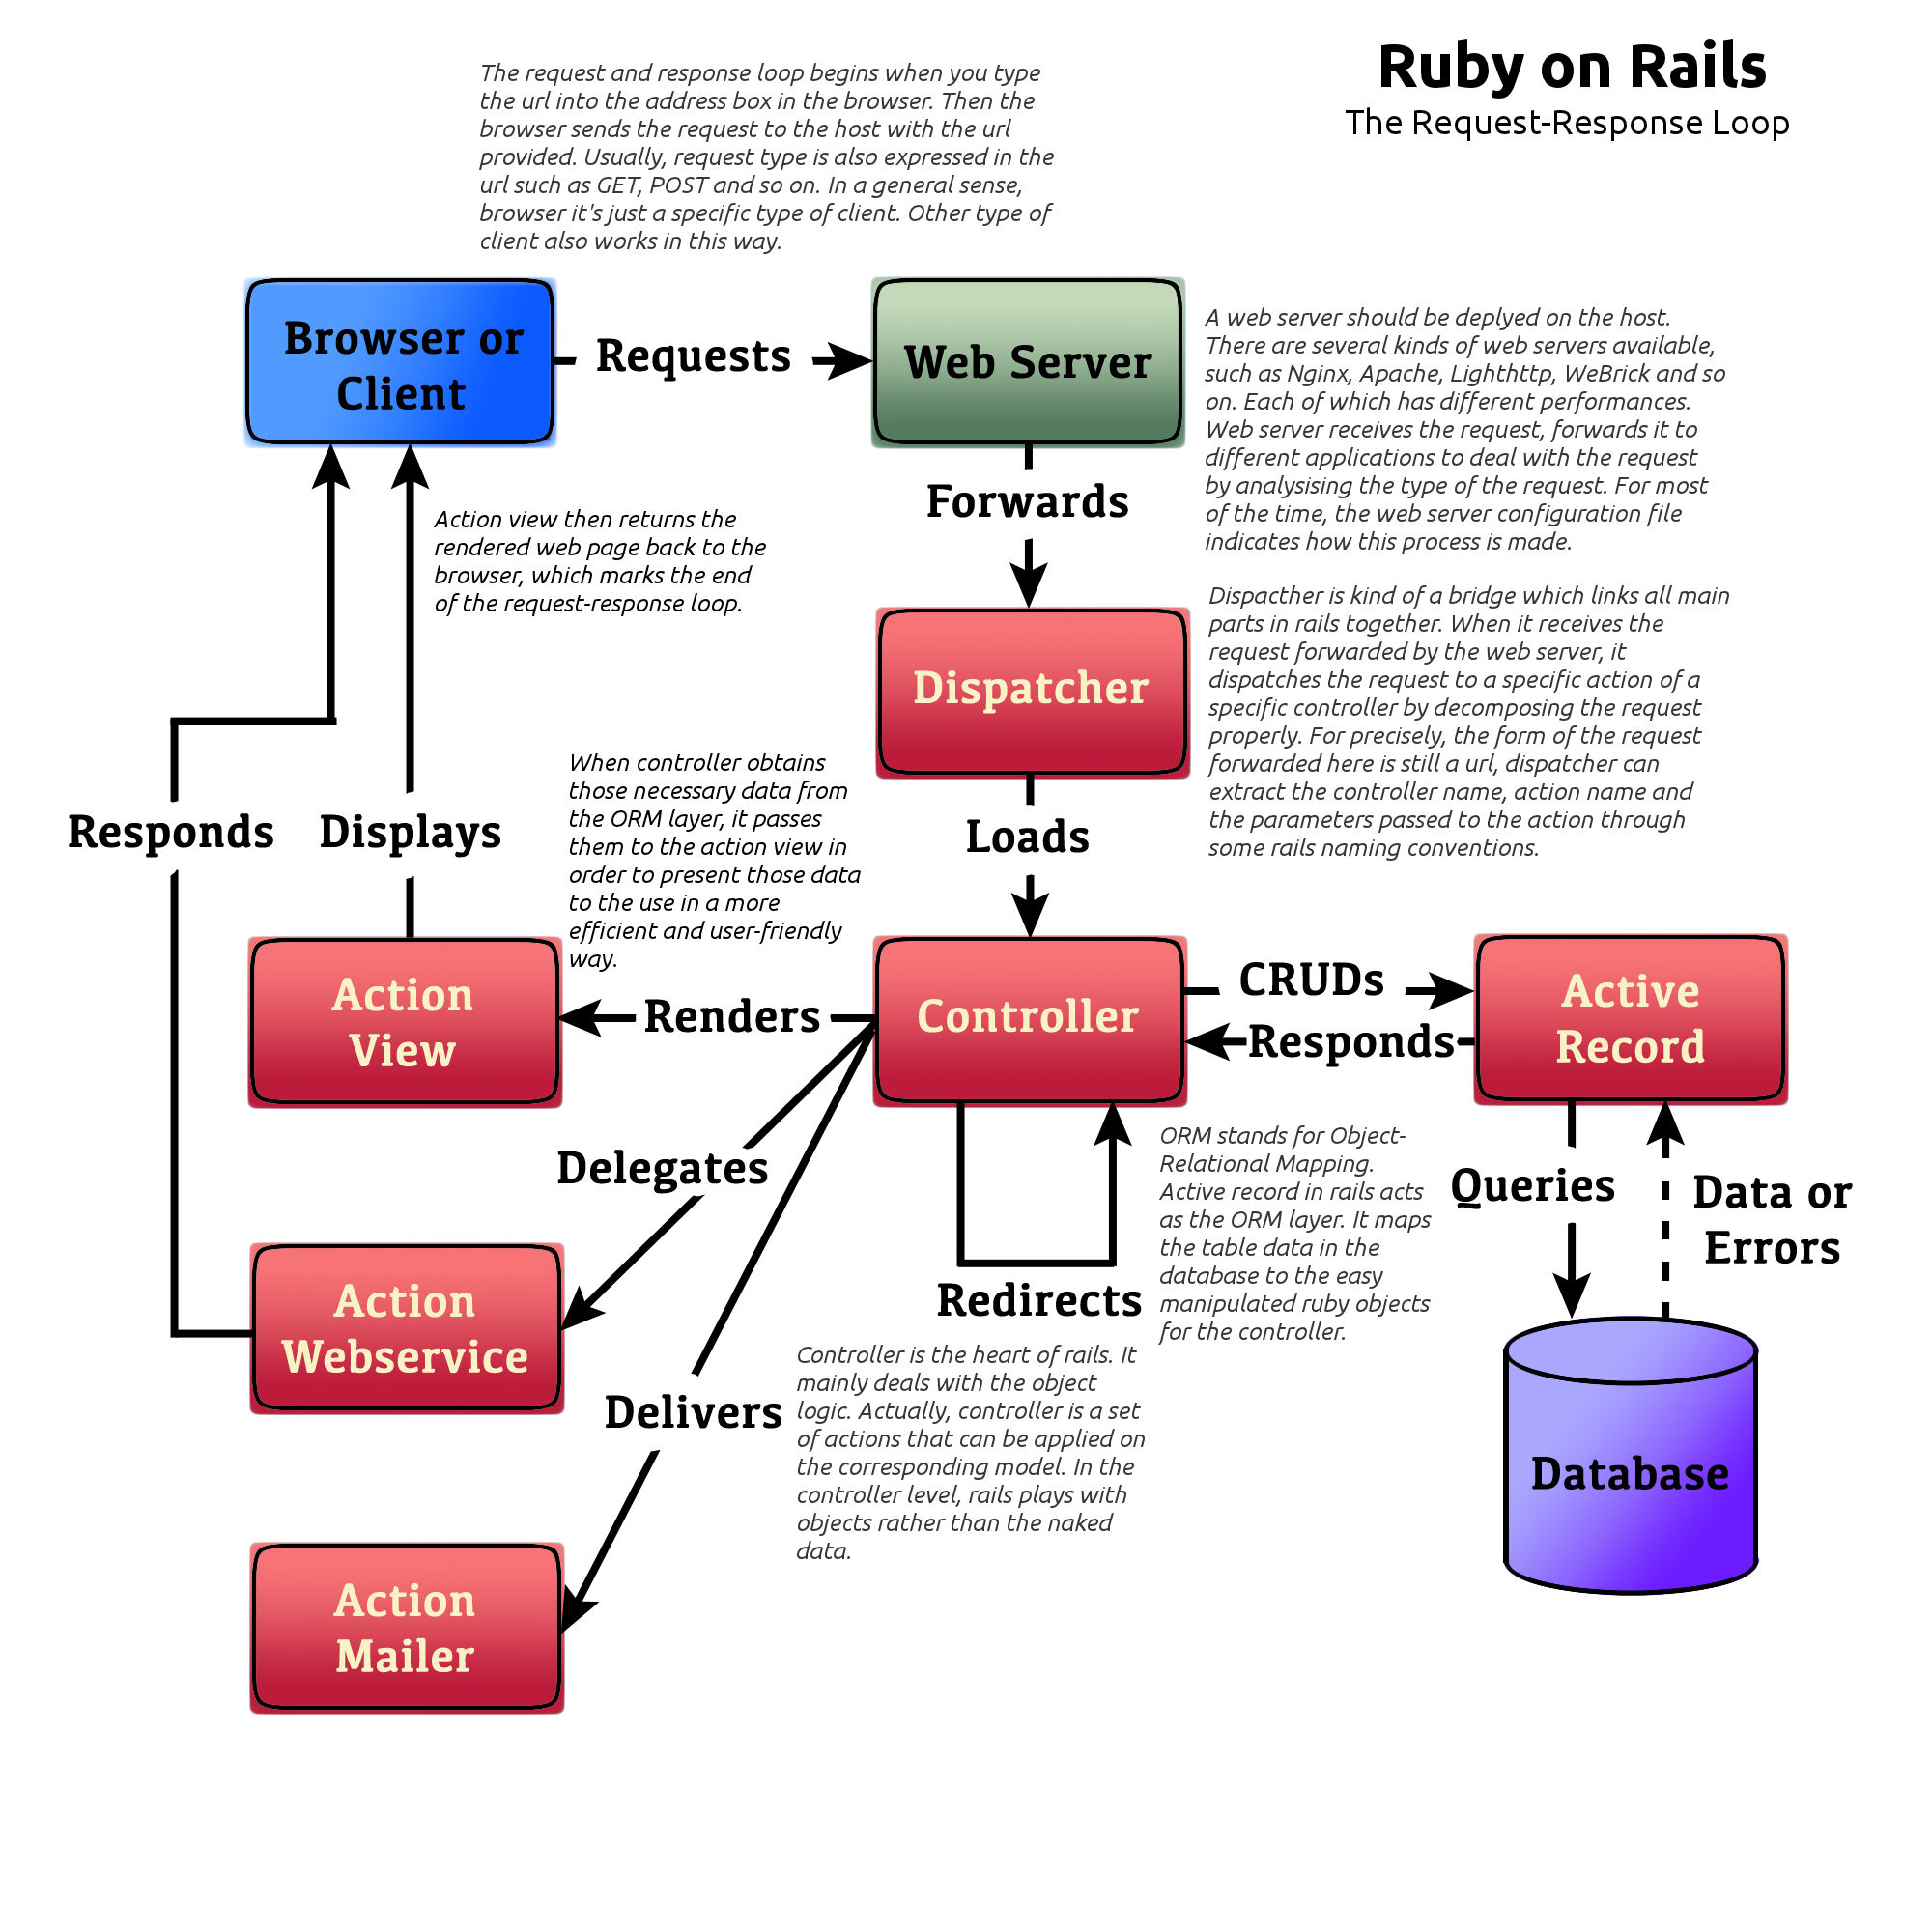 Ruby on Rails
The Request-Response Loop
The request and response loop begins when you type
the url into the address box in the browser. Then the
browser sends the request to the host with the url
provided. Usually, request type is also expressed in the
url such as GET, POST and so on. In a general sense,
browser it's just a specific type of client. Other type of
client also works in this way.
Browser or
Client
Requests
Web Server
A web server should be deplyed on the host.
There are several kinds of web servers available,
such as Nginx, Apache, Lighthttp, WeBrick and so
on. Each of which has different performances.
Web server receives the request, forwards it to
different applications to deal with the request
by analysising the type of the request. For most
of the time, the web server configuration file
indicates how this process is made.
Forwards
Action view then returns the
rendered web page back to the
browser, which marks the end
of the request-response loop.
Dispatcher
Dispacther is kind of a bridge which links all main
parts in rails together. When it receives the
request forwarded by the web server, it
dispatches the request to a specific action of a
specific controller by decomposing the request
properly. For precisely, the form of the request
forwarded here is still a url, dispatcher can
extract the controller name, action name and
the parameters passed to the action through
some rails naming conventions.
Responds
Displays
When controller obtains
those necessary data from
the ORM layer, it passes
them to the action view in
order to present those data
to the use in a more
efficient and user-friendly
way.
Loads
Action
View
Renders
Controller
CRUDs
Responds
Active
Record
Delegates
ORM stands for Object-
Relational Mapping.
Active record in rails acts
as the ORM layer. It maps
the table data in the
database to the easy
manipulated ruby objects
for the controller.
Queries
Data or
Errors
Redirects
Action
Webservice
Delivers
Controller is the heart of rails. It
mainly deals with the object
logic. Actually, controller is a set
of actions that can be applied on
the corresponding model. In the
controller level, rails plays with
objects rather than the naked
data.
Database
Action
Mailer